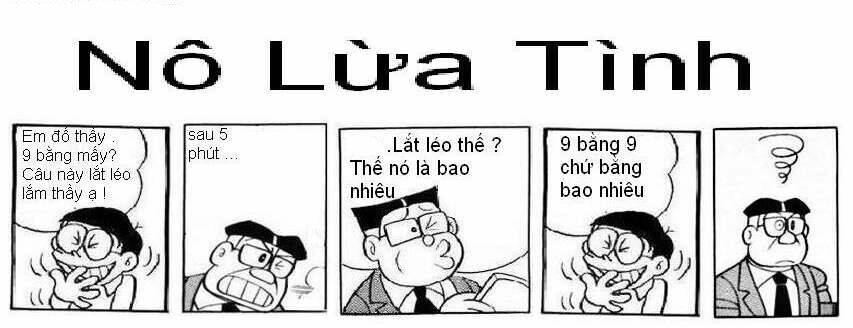 Nô Lừa Tình
Em đố thầy .
9 bằng mấy?
Câu này lắt léo
lắm thầy ạ !
sau 5
phút ...
.Lắt léo thế ?
Thế nó là bao
nhiêu
9 bằng 9
chứ bằng
bao nhiêu